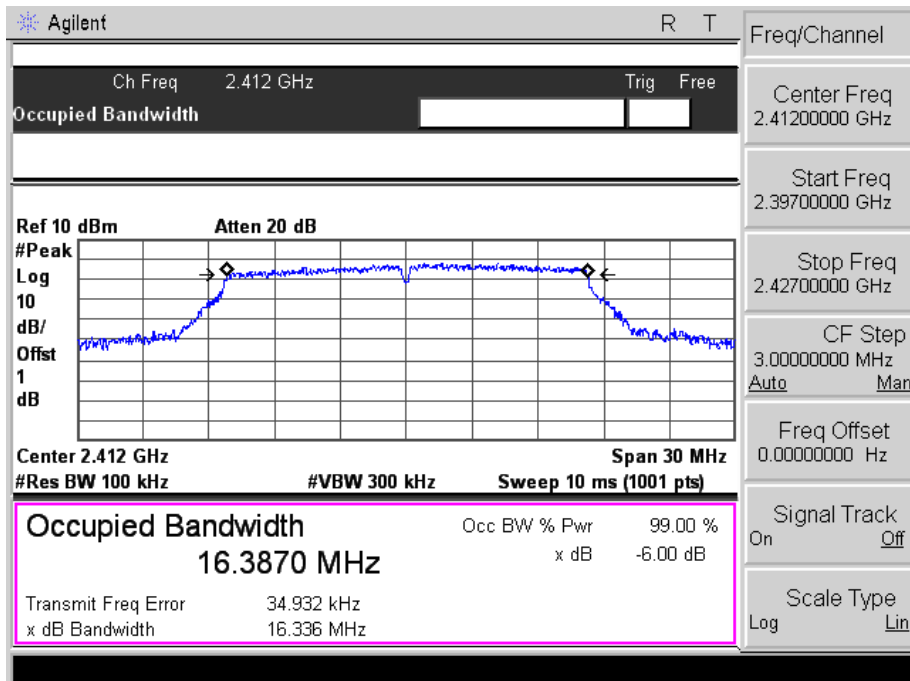 Agilent R T
Freq/Channel
Ch Freq 2.412 GHz Trig Free
Occupied Bandwidth
Center Freq
2.41200000 GHz
Start Freq
2.39700000 GHz
Stop Freq
2.42700000 GHz
CF Step
3.00000000 MHz
Auto Man
Freq Offset
0.00000000 Hz
Signal Track
On Off
Scale Type
Log Lin
Ref 10 dBm Atten 20 dB
#Peak
Log
10
dB/
Offst
1
dB
Center 2.412 GHz Span 30 MHz
#Res BW 100 kHz #VBW 300 kHz Sweep 10 ms (1001 pts)
Occupied Bandwidth Occ BW % Pwr 99.00 %
16.3870 MHz x dB -6.00 dB
Transmit Freq Error 34.932 kHz
x dB Bandwidth 16.336 MHz